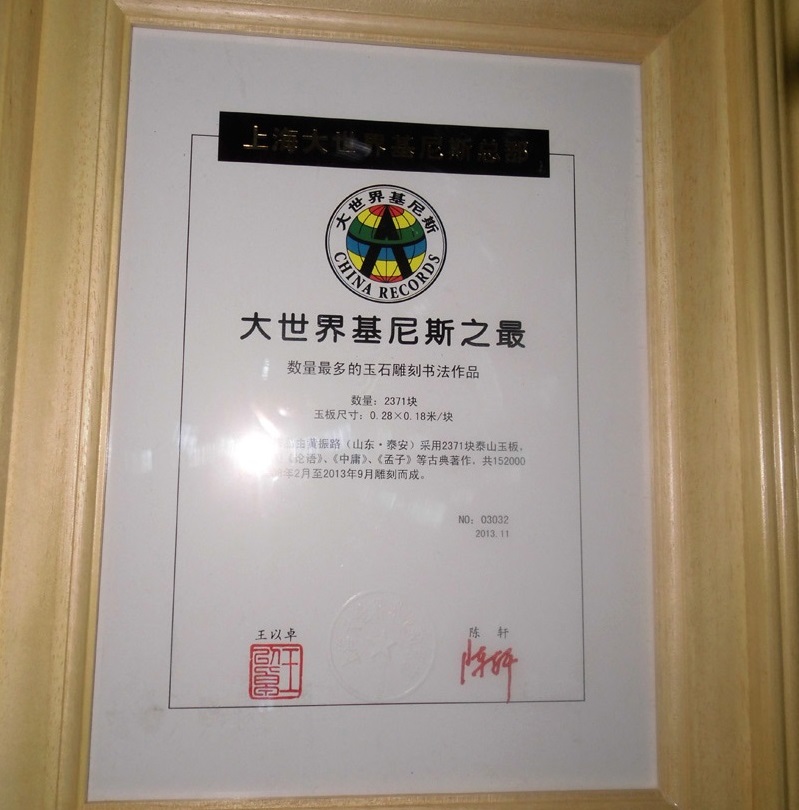 上海大世界基尼斯总部
大世界基尼斯
CHINA RECORDS
大世界基尼斯之最
数量最多的玉石雕刻书法作品
数量：2371块
玉板尺寸：0.28×0.18米/块
由黄振路（山东·泰安）采用2371块泰山玉板，
《论语》、《中庸》、《孟子》等古典著作，共152000
年2月至2013年9月雕刻而成。
NO：03032
2013.11
王以卓 陈 轩
陈轩